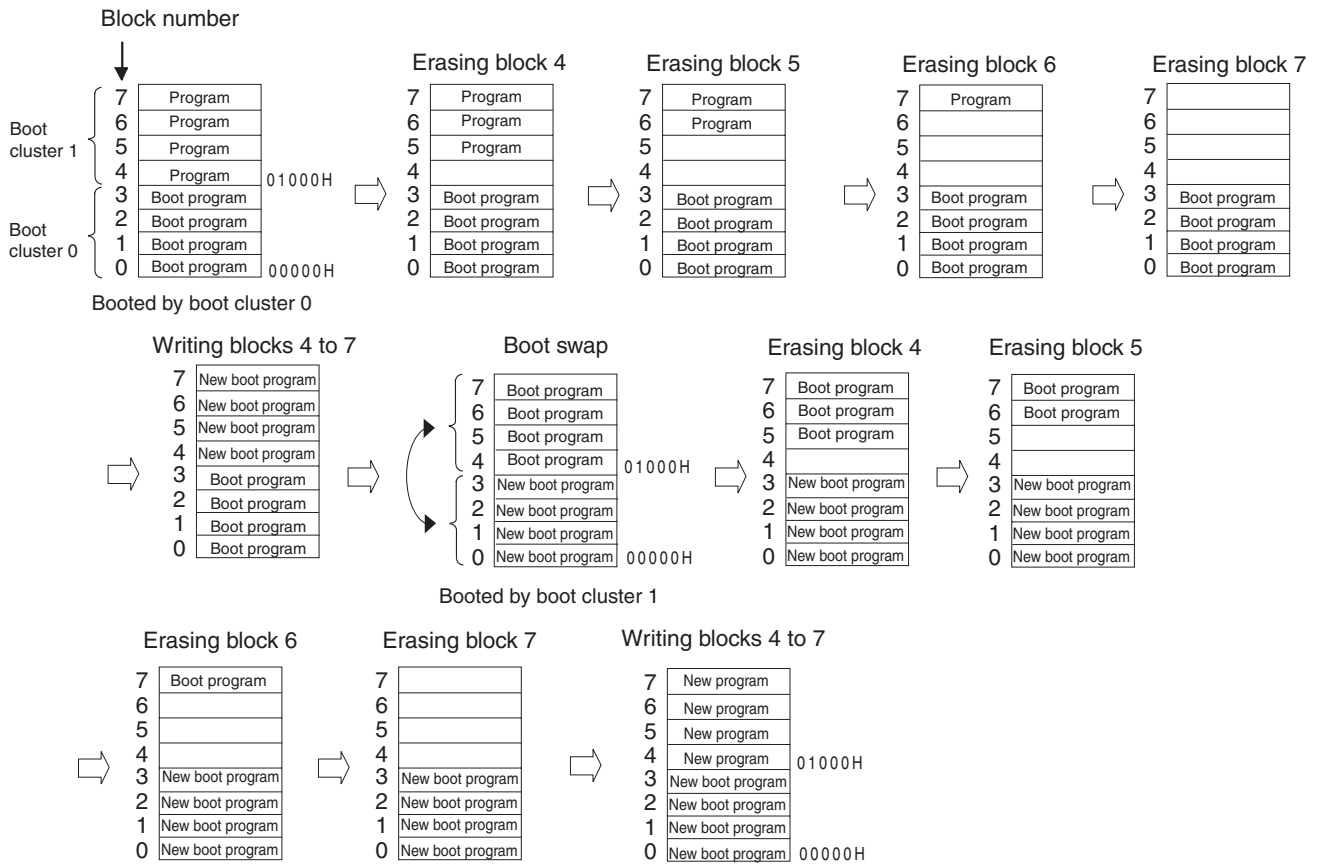 Block number
Erasing block 4
Erasing block 5
Erasing block 6
Erasing block 7
Boot
cluster 1
Boot
cluster 0
7 Program
6 Program
5 Program
4 Program
01000H
3 Boot program
2 Boot program
1 Boot program
0 Boot program 00000H
Booted by boot cluster 0
7 Program
6 Program
5 Program
4
3 Boot program
2 Boot program
1 Boot program
0 Boot program
7 Program
6 Program
5
4
3 Boot program
2 Boot program
1 Boot program
0 Boot program
7 Program
6
5
4
3 Boot program
2 Boot program
1 Boot program
0 Boot program
7
6
5
4
3 Boot program
2 Boot program
1 Boot program
0 Boot program
Writing blocks 4 to 7
7 New boot program
6 New boot program
5 New boot program
4 New boot program
3 Boot program
2 Boot program
1 Boot program
0 Boot program
Boot swap
7 Boot program
6 Boot program
5 Boot program
4 Boot program
01000H
3 New boot program
2 New boot program
1 New boot program
0 New boot program 00000H
Booted by boot cluster 1
Erasing block 4
7 Boot program
6 Boot program
5 Boot program
4
3 New boot program
2 New boot program
1 New boot program
0 New boot program
Erasing block 5
7 Boot program
6 Boot program
5
4
3 New boot program
2 New boot program
1 New boot program
0 New boot program
Erasing block 6
7 Boot program
6
5
4
3 New boot program
2 New boot program
1 New boot program
0 New boot program
Erasing block 7
7
6
5
4
3 New boot program
2 New boot program
1 New boot program
0 New boot program
Writing blocks 4 to 7
7 New program
6 New program
5 New program
4 New program
01000H
3 New boot program
2 New boot program
1 New boot program
0 New boot program 00000H